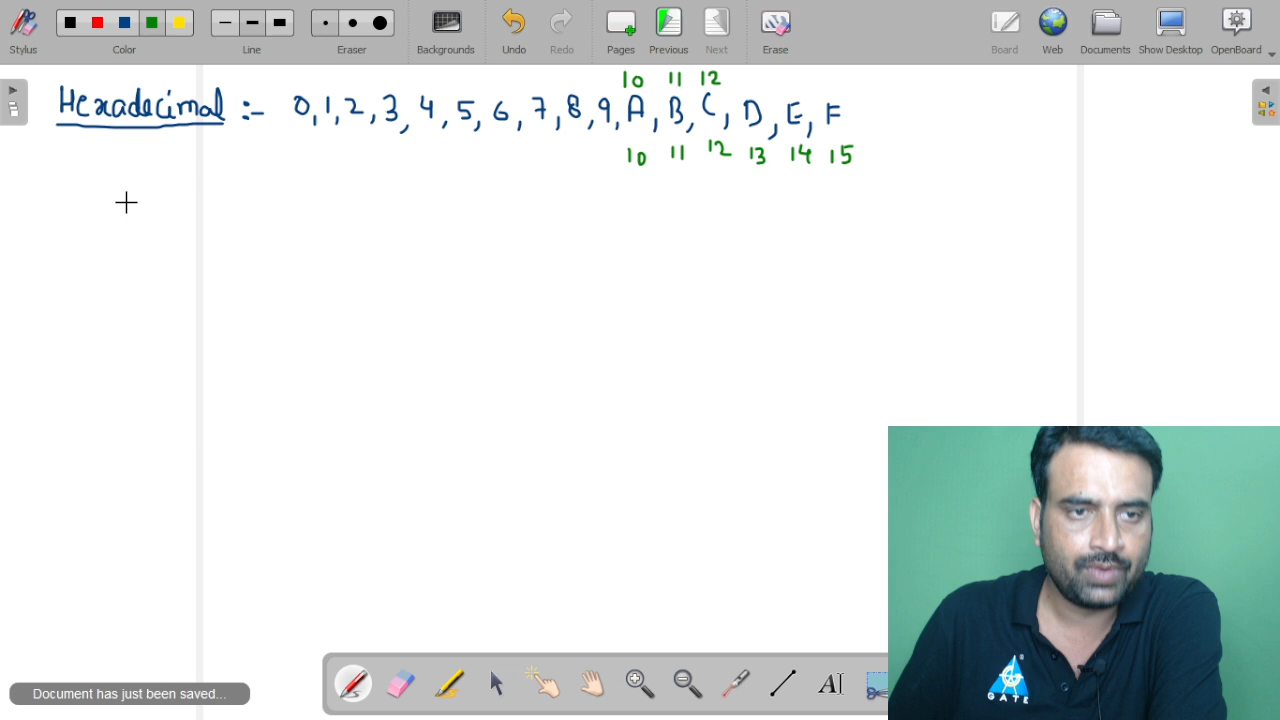 Stylus Color Line Eraser Backgrounds Undo Redo Pages Previous Next Erase Board Web Documents Show Desktop OpenBoard
10 11 12
Hexadecimal :- 0, 1, 2, 3, 4, 5, 6, 7, 8, 9, A, B, C, D, E, F
10 11 12 13 14 15
GATE
Document has just been saved...